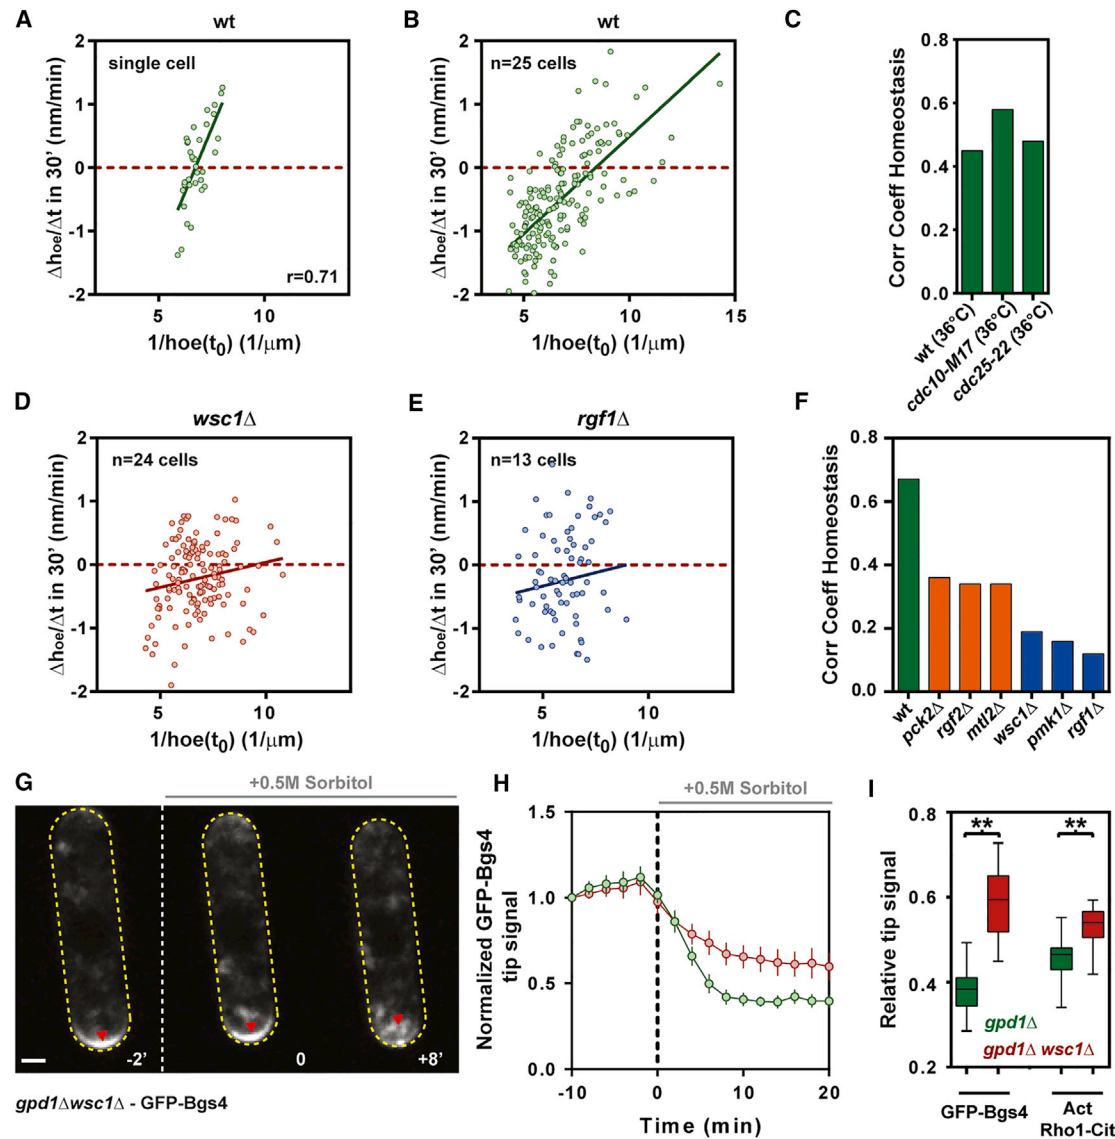 A
wt
Δhoe/Δt in 30’ (nm/min)
2
1
0
-1
-2
single cell
r=0.71
5
10
1/hoe(t0) (1/μm)
B
wt
Δhoe/Δt in 30’ (nm/min)
2
1
0
-1
-2
n=25 cells
5
10
15
1/hoe(t0) (1/μm)
C
Corr Coeff Homeostasis
0.8
0.6
0.4
0.2
0.0
wt (36°C)
cdc10-M17 (36°C)
cdc25-22 (36°C)
D
wsc1Δ
Δhoe/Δt in 30’ (nm/min)
2
1
0
-1
-2
n=24 cells
5
10
1/hoe(t0) (1/μm)
E
rgf1Δ
Δhoe/Δt in 30’ (nm/min)
2
1
0
-1
-2
n=13 cells
5
10
1/hoe(t0) (1/μm)
F
Corr Coeff Homeostasis
0.8
0.6
0.4
0.2
0.0
wt
pck2Δ
rgf2Δ
mtl2Δ
wsc1Δ
pmk1Δ
rgf1Δ
G
+0.5M Sorbitol
-2’
0
+8’
gpd1Δwsc1Δ - GFP-Bgs4
H
+0.5M Sorbitol
Normalized GFP-Bgs4
tip signal
1.5
1.0
0.5
0.0
-10
0
10
20
Time (min)
I
Relative tip signal
0.8
0.6
0.4
0.2
**
**
gpd1Δ
gpd1Δ wsc1Δ
GFP-Bgs4
Act
Rho1-Cit